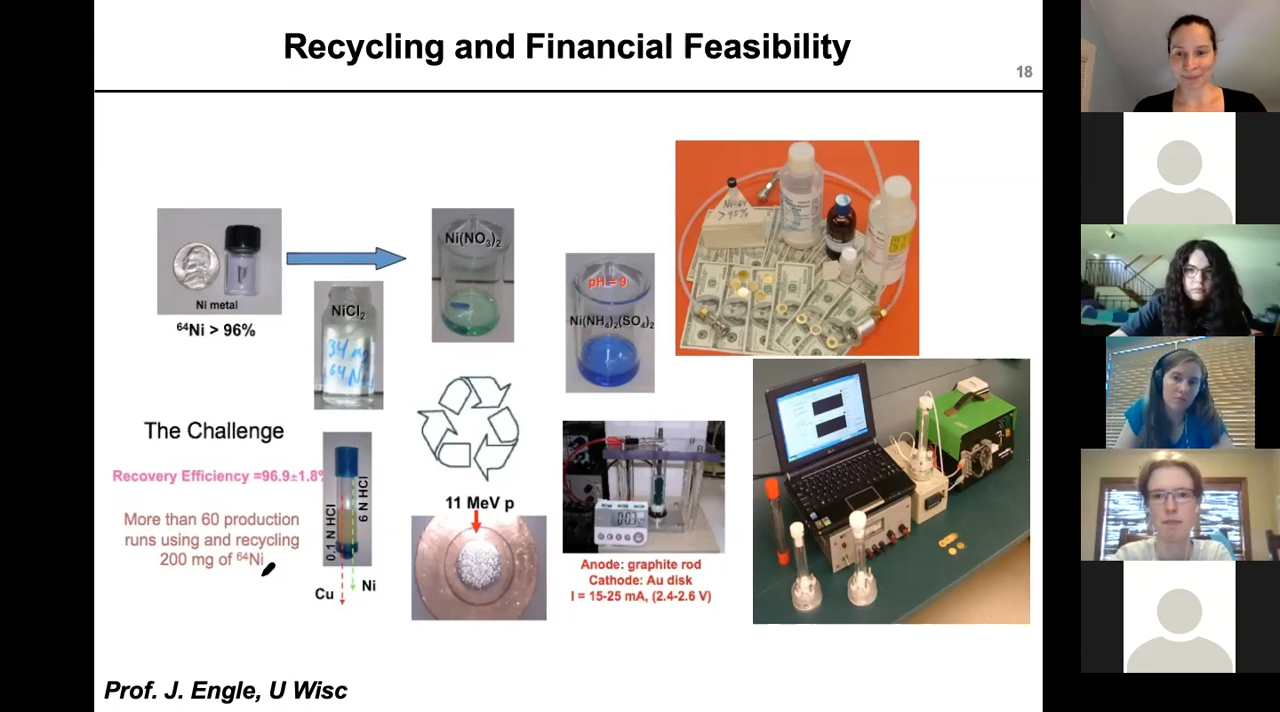 Recycling and Financial Feasibility
18
Ni metal
⁶⁴Ni > 96%
NiCl₂
34 m
64 Ni
Ni(NO₃)₂
pH = 9
Ni(NH₄)₂(SO₄)₂
> 95%
The Challenge
Recovery Efficiency =96.9±1.8%
More than 60 production
runs using and recycling
200 mg of ⁶⁴Ni
0.1 N HCl
6 N HCl
Cu
Ni
11 MeV p
Anode: graphite rod
Cathode: Au disk
I = 15-25 mA, (2.4-2.6 V)
Prof. J. Engle, U Wisc